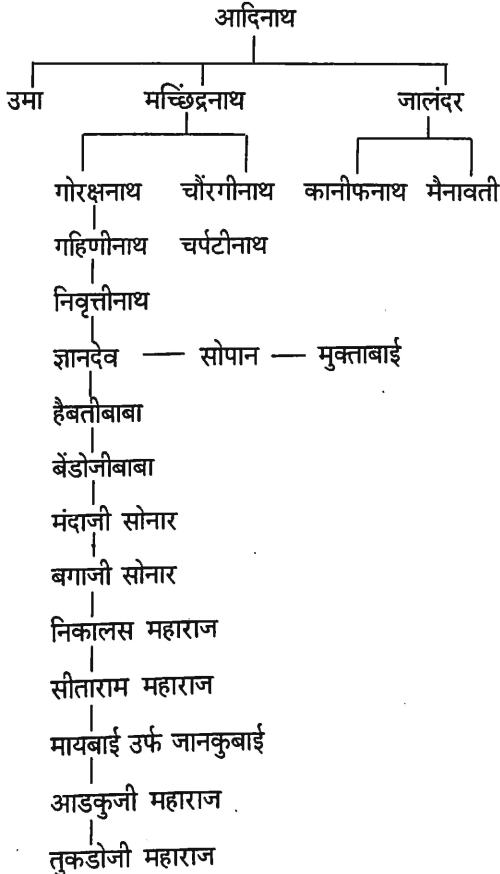 आदिनाथ
उमा मच्छिंद्रनाथ जालंदर
गोरक्षनाथ चौंरगीनाथ कानीफनाथ मैनावती
गहिणीनाथ चर्पटीनाथ
निवृत्तीनाथ
ज्ञानदेव — सोपान — मुक्ताबाई
हैबतीबाबा
बेंडोजीबाबा
मंदाजी सोनार
बगाजी सोनार
निकालस महाराज
सीताराम महाराज
मायबाई उर्फ जानकुबाई
आडकुजी महाराज
तुकडोजी महाराज